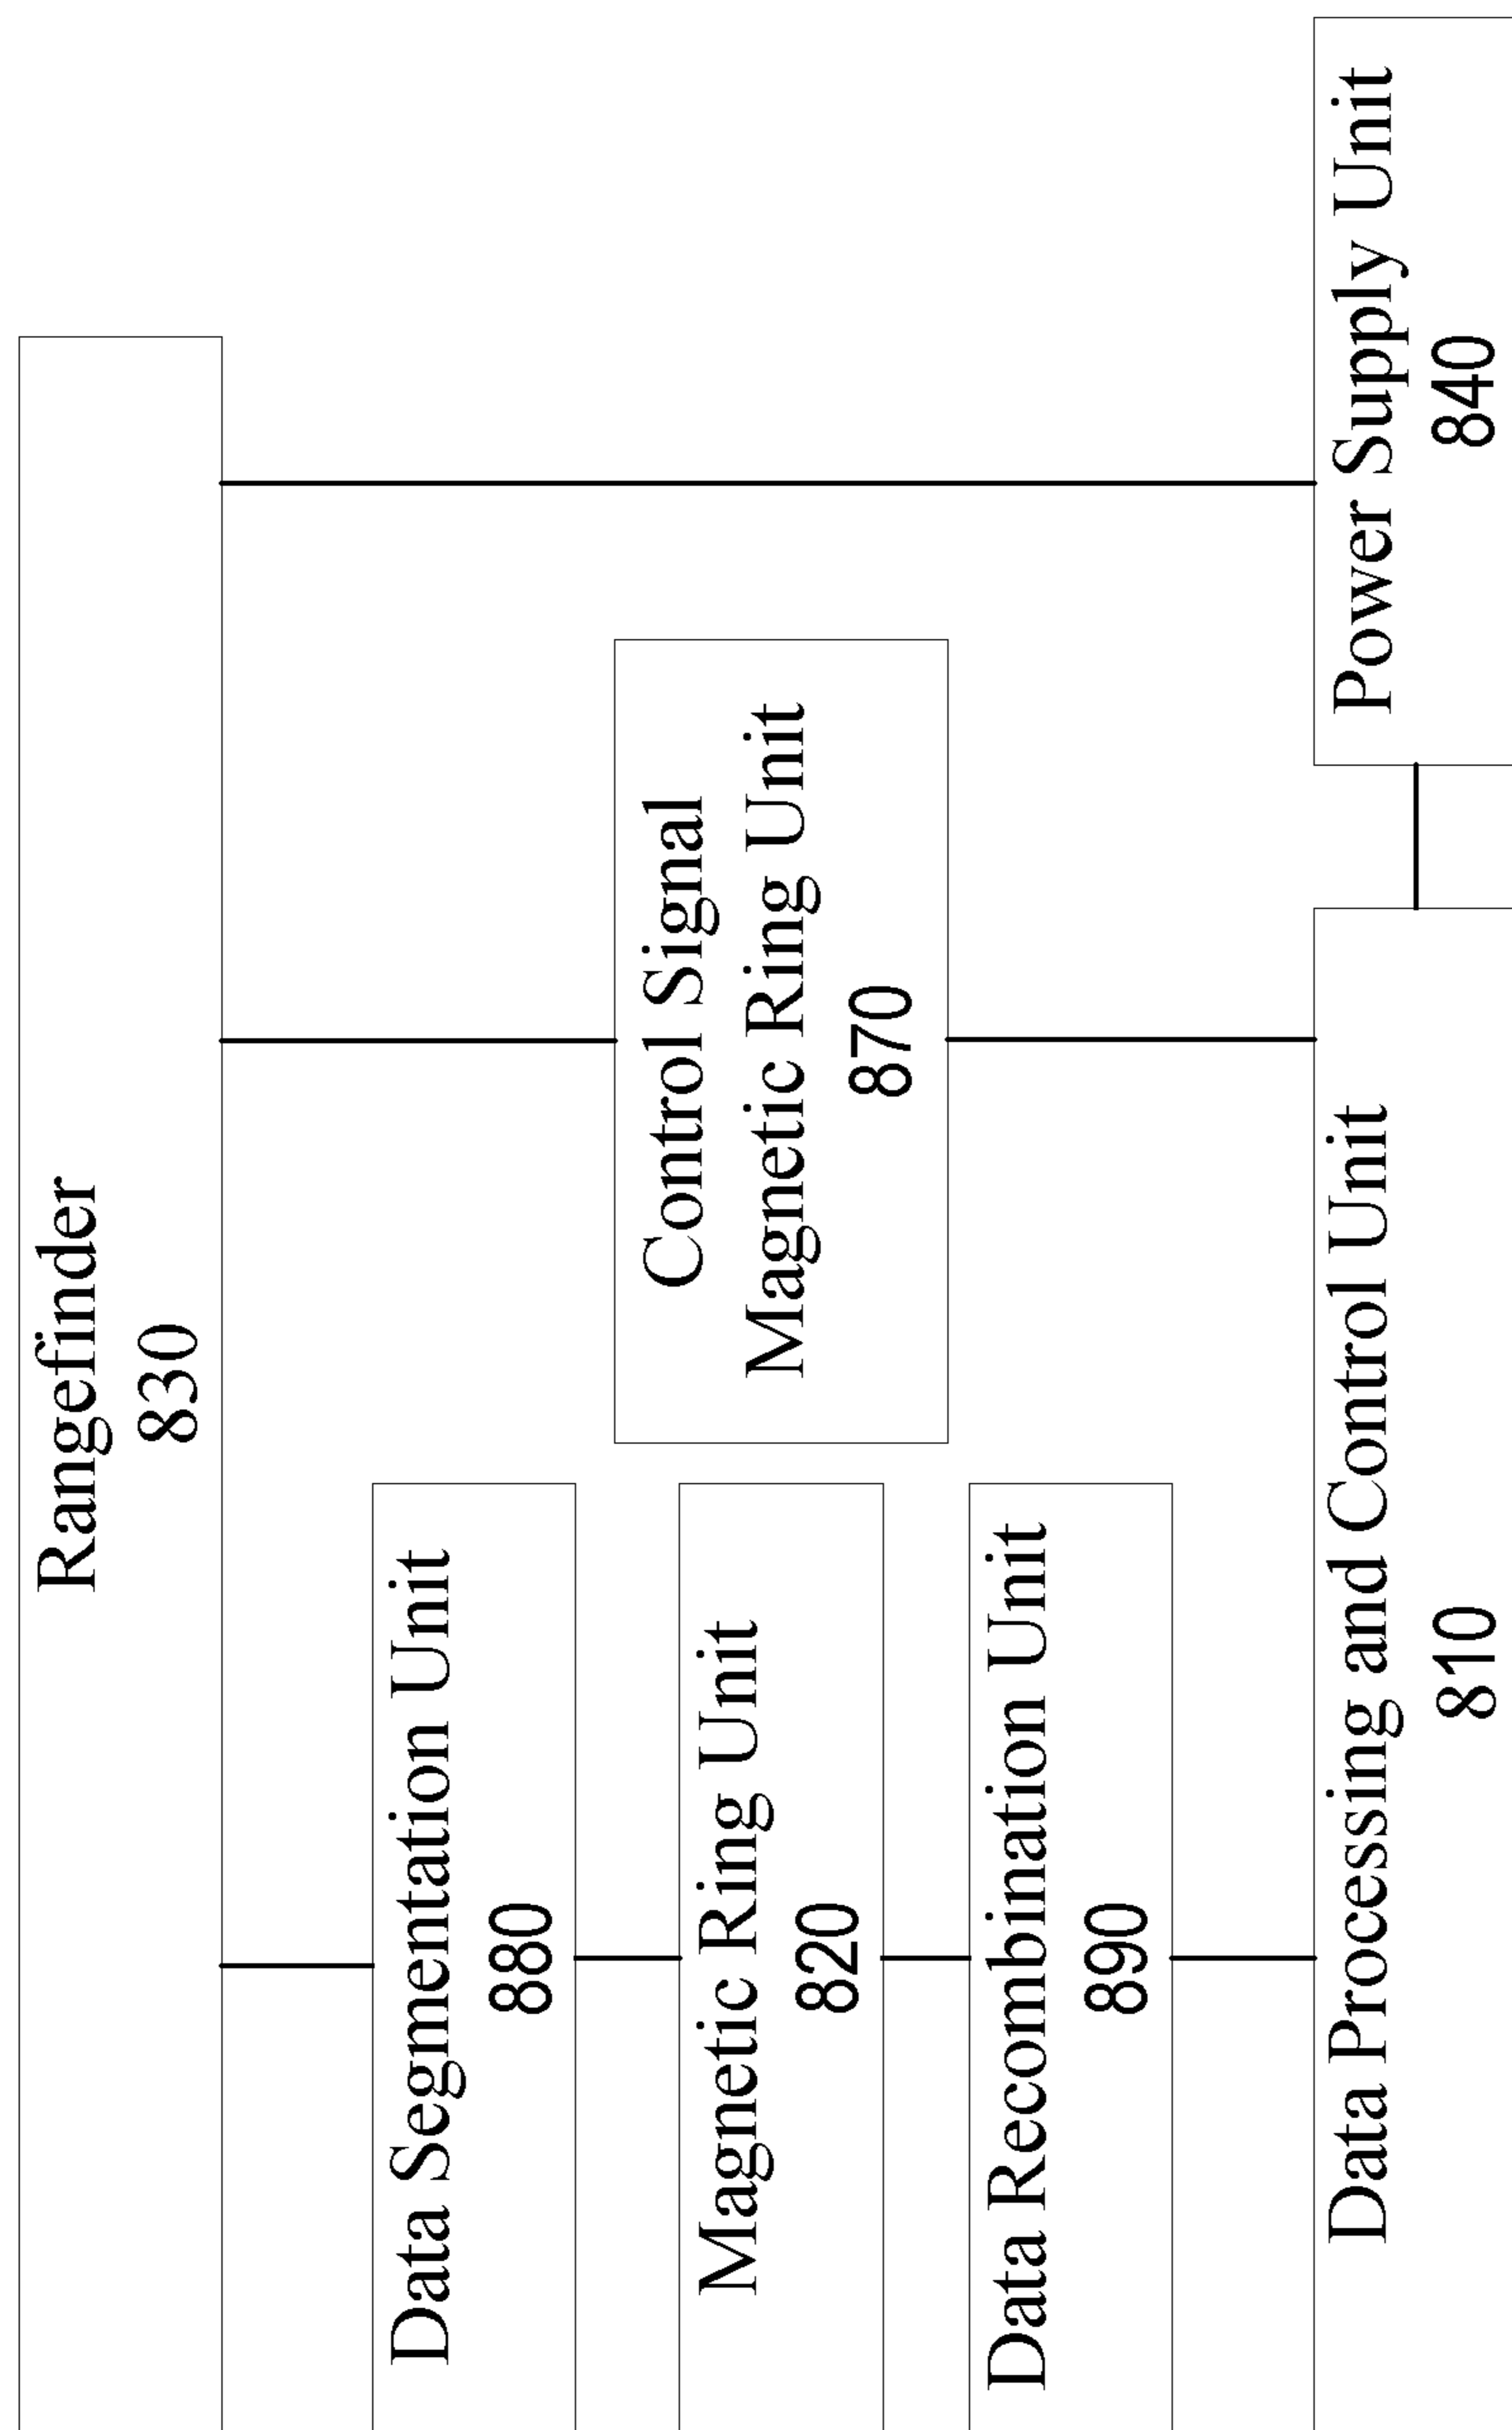 Rangefinder
830
Data Segmentation Unit
880
Control Signal
Magnetic Ring Unit
870
Magnetic Ring Unit
820
Data Recombination Unit
890
Data Processing and Control Unit
810
Power Supply Unit
840